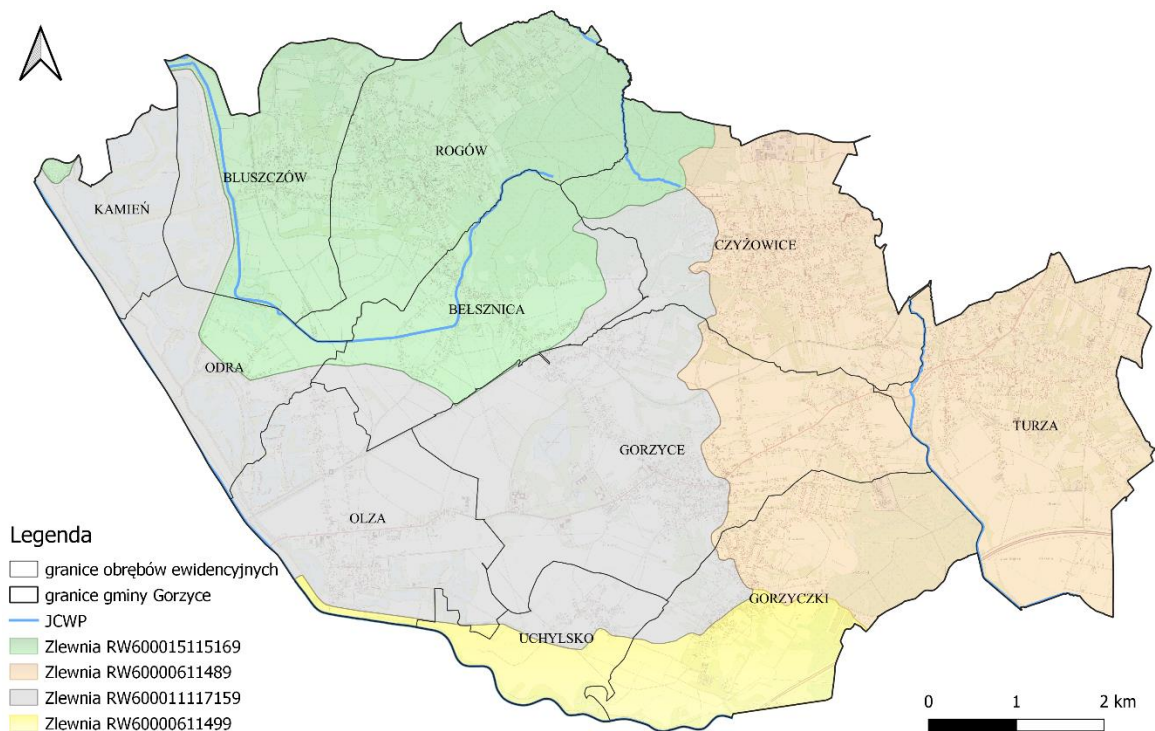 ROGÓW
BLUSZCZÓW
KAMIEŃ
CZYŻOWICE
BEŁSZNICA
ODRA
TURZA
GORZYCE
OLZA
GORZYCZKI
UCHYLSKO
Legenda
granice obrębów ewidencyjnych
granice gminy Gorzyce
JCWP
Zlewnia RW600015115169
Zlewnia RW60000611489
Zlewnia RW600011117159
Zlewnia RW60000611499
0 1 2 km